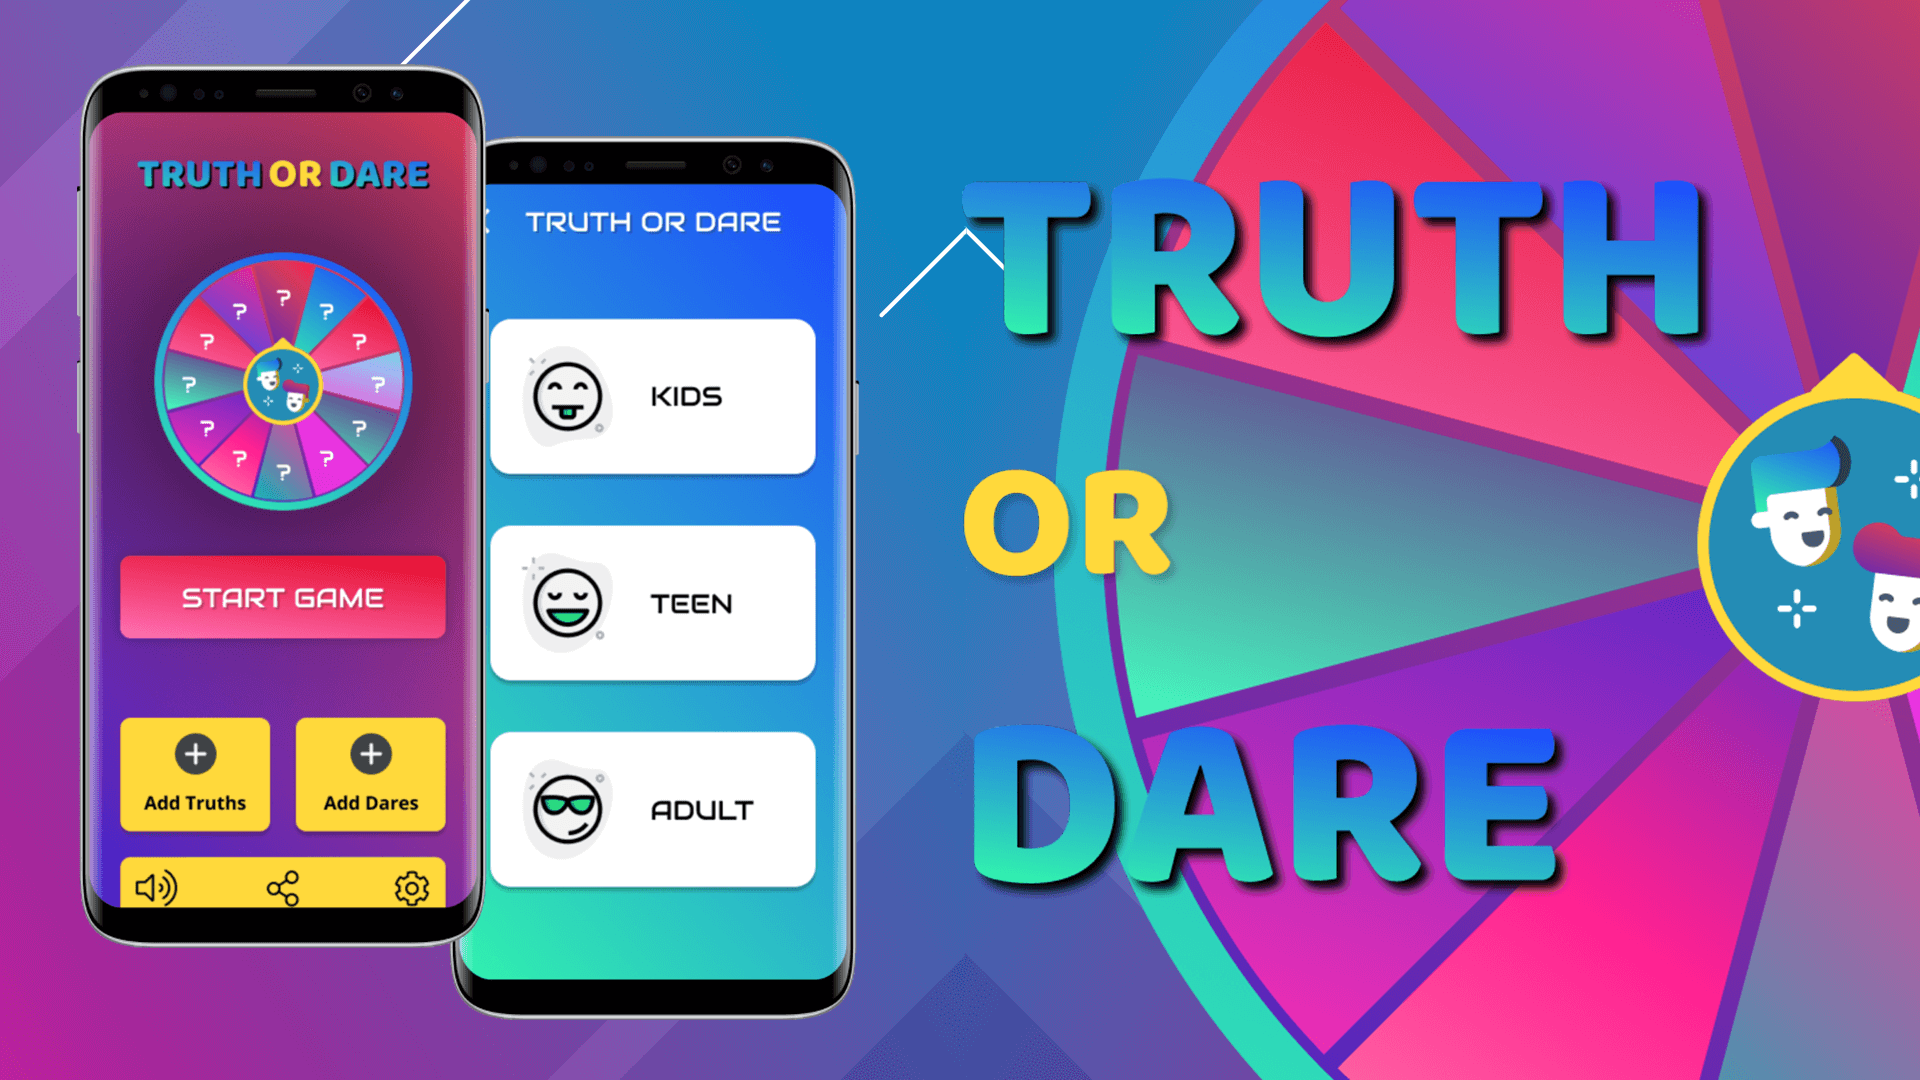 TRUTH OR DARE
? ? ? ? ? ? ? ? ? ? ? ?
START GAME
Add Truths
Add Dares
TRUTH OR DARE
KIDS
TEEN
ADULT
TRUTH
OR
DARE